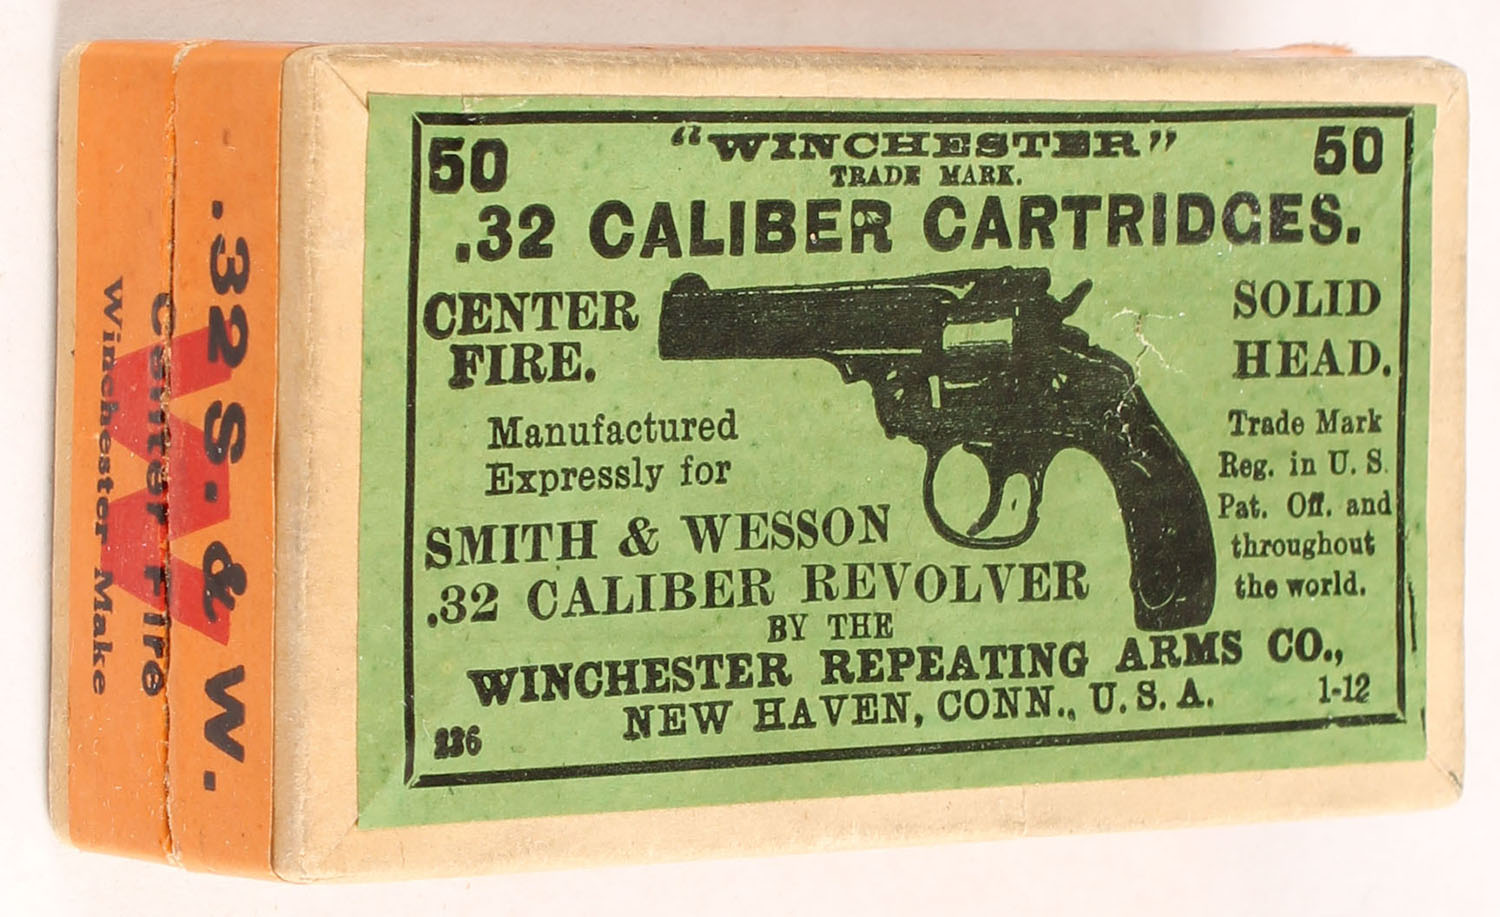 50 "WINCHESTER" 50
TRADE MARK.
.32 CALIBER CARTRIDGES.
CENTER
FIRE.
SOLID
HEAD.
Manufactured
Expressly for
SMITH & WESSON
.32 CALIBER REVOLVER
Trade Mark
Reg. in U. S.
Pat. Off. and
throughout
the world.
BY THE
WINCHESTER REPEATING ARMS CO.,
NEW HAVEN, CONN., U. S. A.
1-12
236
.32 S. & W.
Center Fire
Winchester Make
W